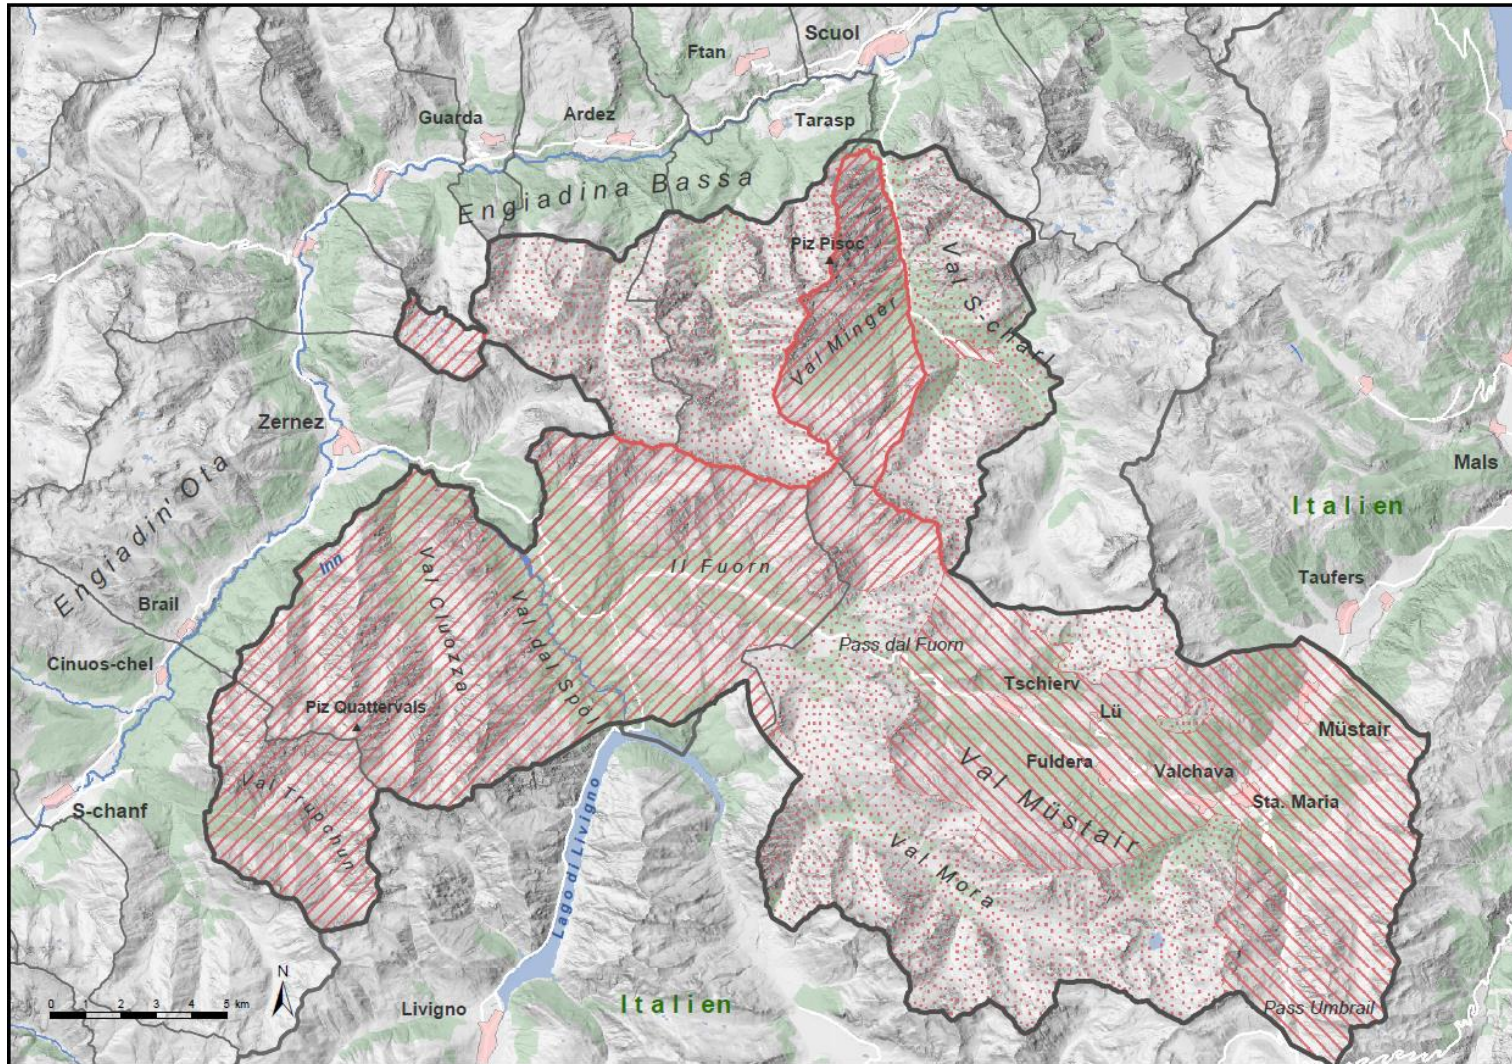 Scuol
Ftan
Guarda
Ardez
Tarasp
Engiadina Bassa
Piz Pisoc
Val S-charl
Val Mingèr
Zernez
Engiadin' Ota
Mals
Italien
Inn
Val Cluozza
Il Fuorn
Val dal Spöl
Taufers
Brail
Pass dal Fuorn
Cinuos-chel
Tschierv
Piz Quattervals
Lü
Müstair
Fuldera
Valchava
Val Müstair
Sta. Maria
Val Trupchun
S-chanf
Lago di Livigno
Val Mora
N
0 1 2 3 4 5 km
Livigno
Italien
Pass Umbrail